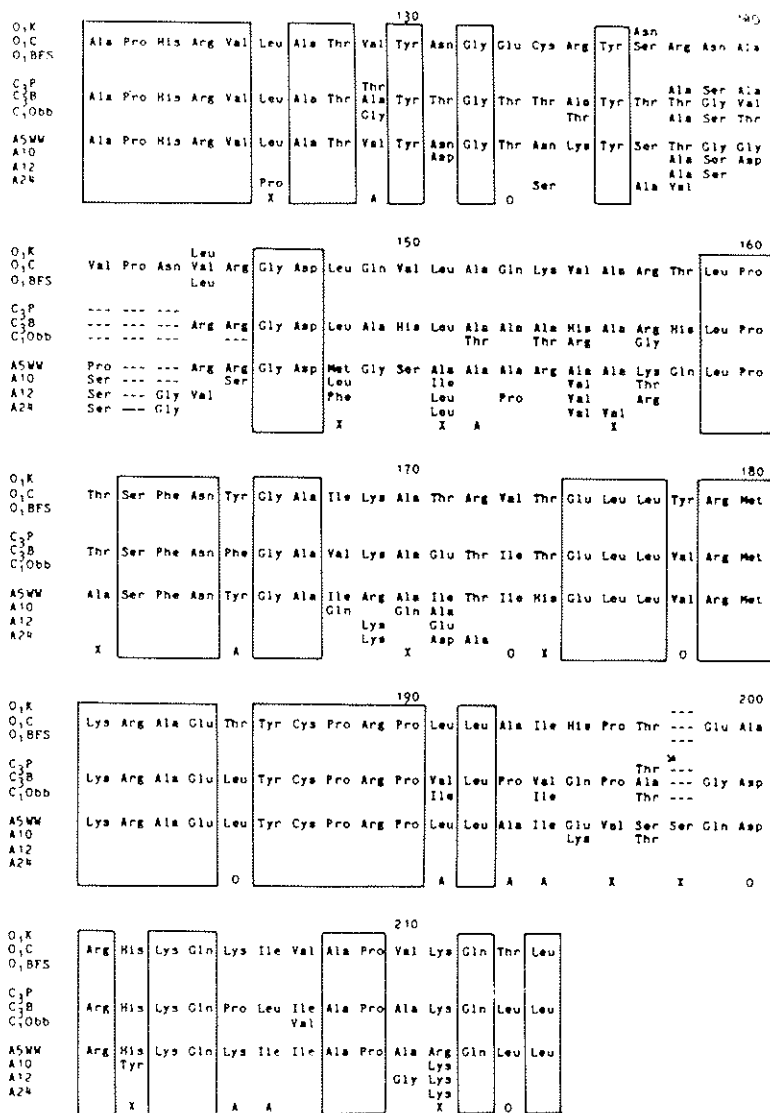 130
O₁K Asn
O₁C Ala Pro His Arg Val Leu Ala Thr Val Tyr Asn Gly Glu Cys Arg Tyr Ser Arg Asn Ala
O₁BFS
C₃P Thr Ala Ser Ala
C₃B Ala Pro His Arg Val Leu Ala Thr Ala Tyr Thr Gly Thr Thr Ala Tyr Thr Thr Gly Val
C₁Obb Gly Thr Ala Ser Thr
A5WW Ala Pro His Arg Val Leu Ala Thr Val Tyr Asn Gly Thr Asn Lys Tyr Ser Thr Gly Gly
A10 Asp Ala Ser Asp
A12 Ala Ser
A24 Pro Ser Ala Val
X A O
150 160
O₁K Leu
O₁C Val Pro Asn Val Arg Gly Asp Leu Gln Val Leu Ala Gln Lys Val Ala Arg Thr Leu Pro
O₁BFS Leu
C₃P --- --- ---
C₃B --- --- --- Arg Arg Gly Asp Leu Ala His Leu Ala Ala Ala His Ala Arg His Leu Pro
C₁Obb --- --- --- --- Thr Thr Arg Gly
A5WW Pro --- --- Arg Arg Gly Asp Met Gly Ser Ala Ala Ala Arg Ala Ala Lys Gln Leu Pro
A10 Ser --- --- Ser Leu Ile Val Thr
A12 Ser --- Gly Val Phe Leu Pro Val Arg
A24 Ser --- Gly Leu Val Val
X X A X
170 180
O₁K
O₁C Thr Ser Phe Asn Tyr Gly Ala Ile Lys Ala Thr Arg Val Thr Glu Leu Leu Tyr Arg Met
O₁BFS
C₃P
C₃B Thr Ser Phe Asn Phe Gly Ala Val Lys Ala Glu Thr Ile Thr Glu Leu Leu Val Arg Met
C₁Obb
A5WW Ala Ser Phe Asn Tyr Gly Ala Ile Arg Ala Ile Thr Ile His Glu Leu Leu Val Arg Met
A10 Gln Gln Ala
A12 Lys Glu
A24 Lys Asp Ala
X A X O X O
190 200
O₁K ---
O₁C Lys Arg Ala Glu Thr Tyr Cys Pro Arg Pro Leu Leu Ala Ile His Pro Thr --- Glu Ala
O₁BFS ---
C₃P Thr ---
C₃B Lys Arg Ala Glu Leu Tyr Cys Pro Arg Pro Val Leu Pro Val Gln Pro Ala --- Gly Asp
C₁Obb Ile Ile Thr ---
A5WW Lys Arg Ala Glu Leu Tyr Cys Pro Arg Pro Leu Leu Ala Ile Glu Val Ser Ser Gln Asp
A10 Lys Thr
A12
A24
O A A A X X O
210
O₁K
O₁C Arg His Lys Gln Lys Ile Val Ala Pro Val Lys Gln Thr Leu
O₁BFS
C₃P
C₃B Arg His Lys Gln Pro Leu Ile Ala Pro Ala Lys Gln Leu Leu
C₁Obb Val
A5WW Arg His Lys Gln Lys Ile Ile Ala Pro Ala Arg Gln Leu Leu
A10 Tyr Lys
A12 Gly Lys
A24 Lys
X A A X O